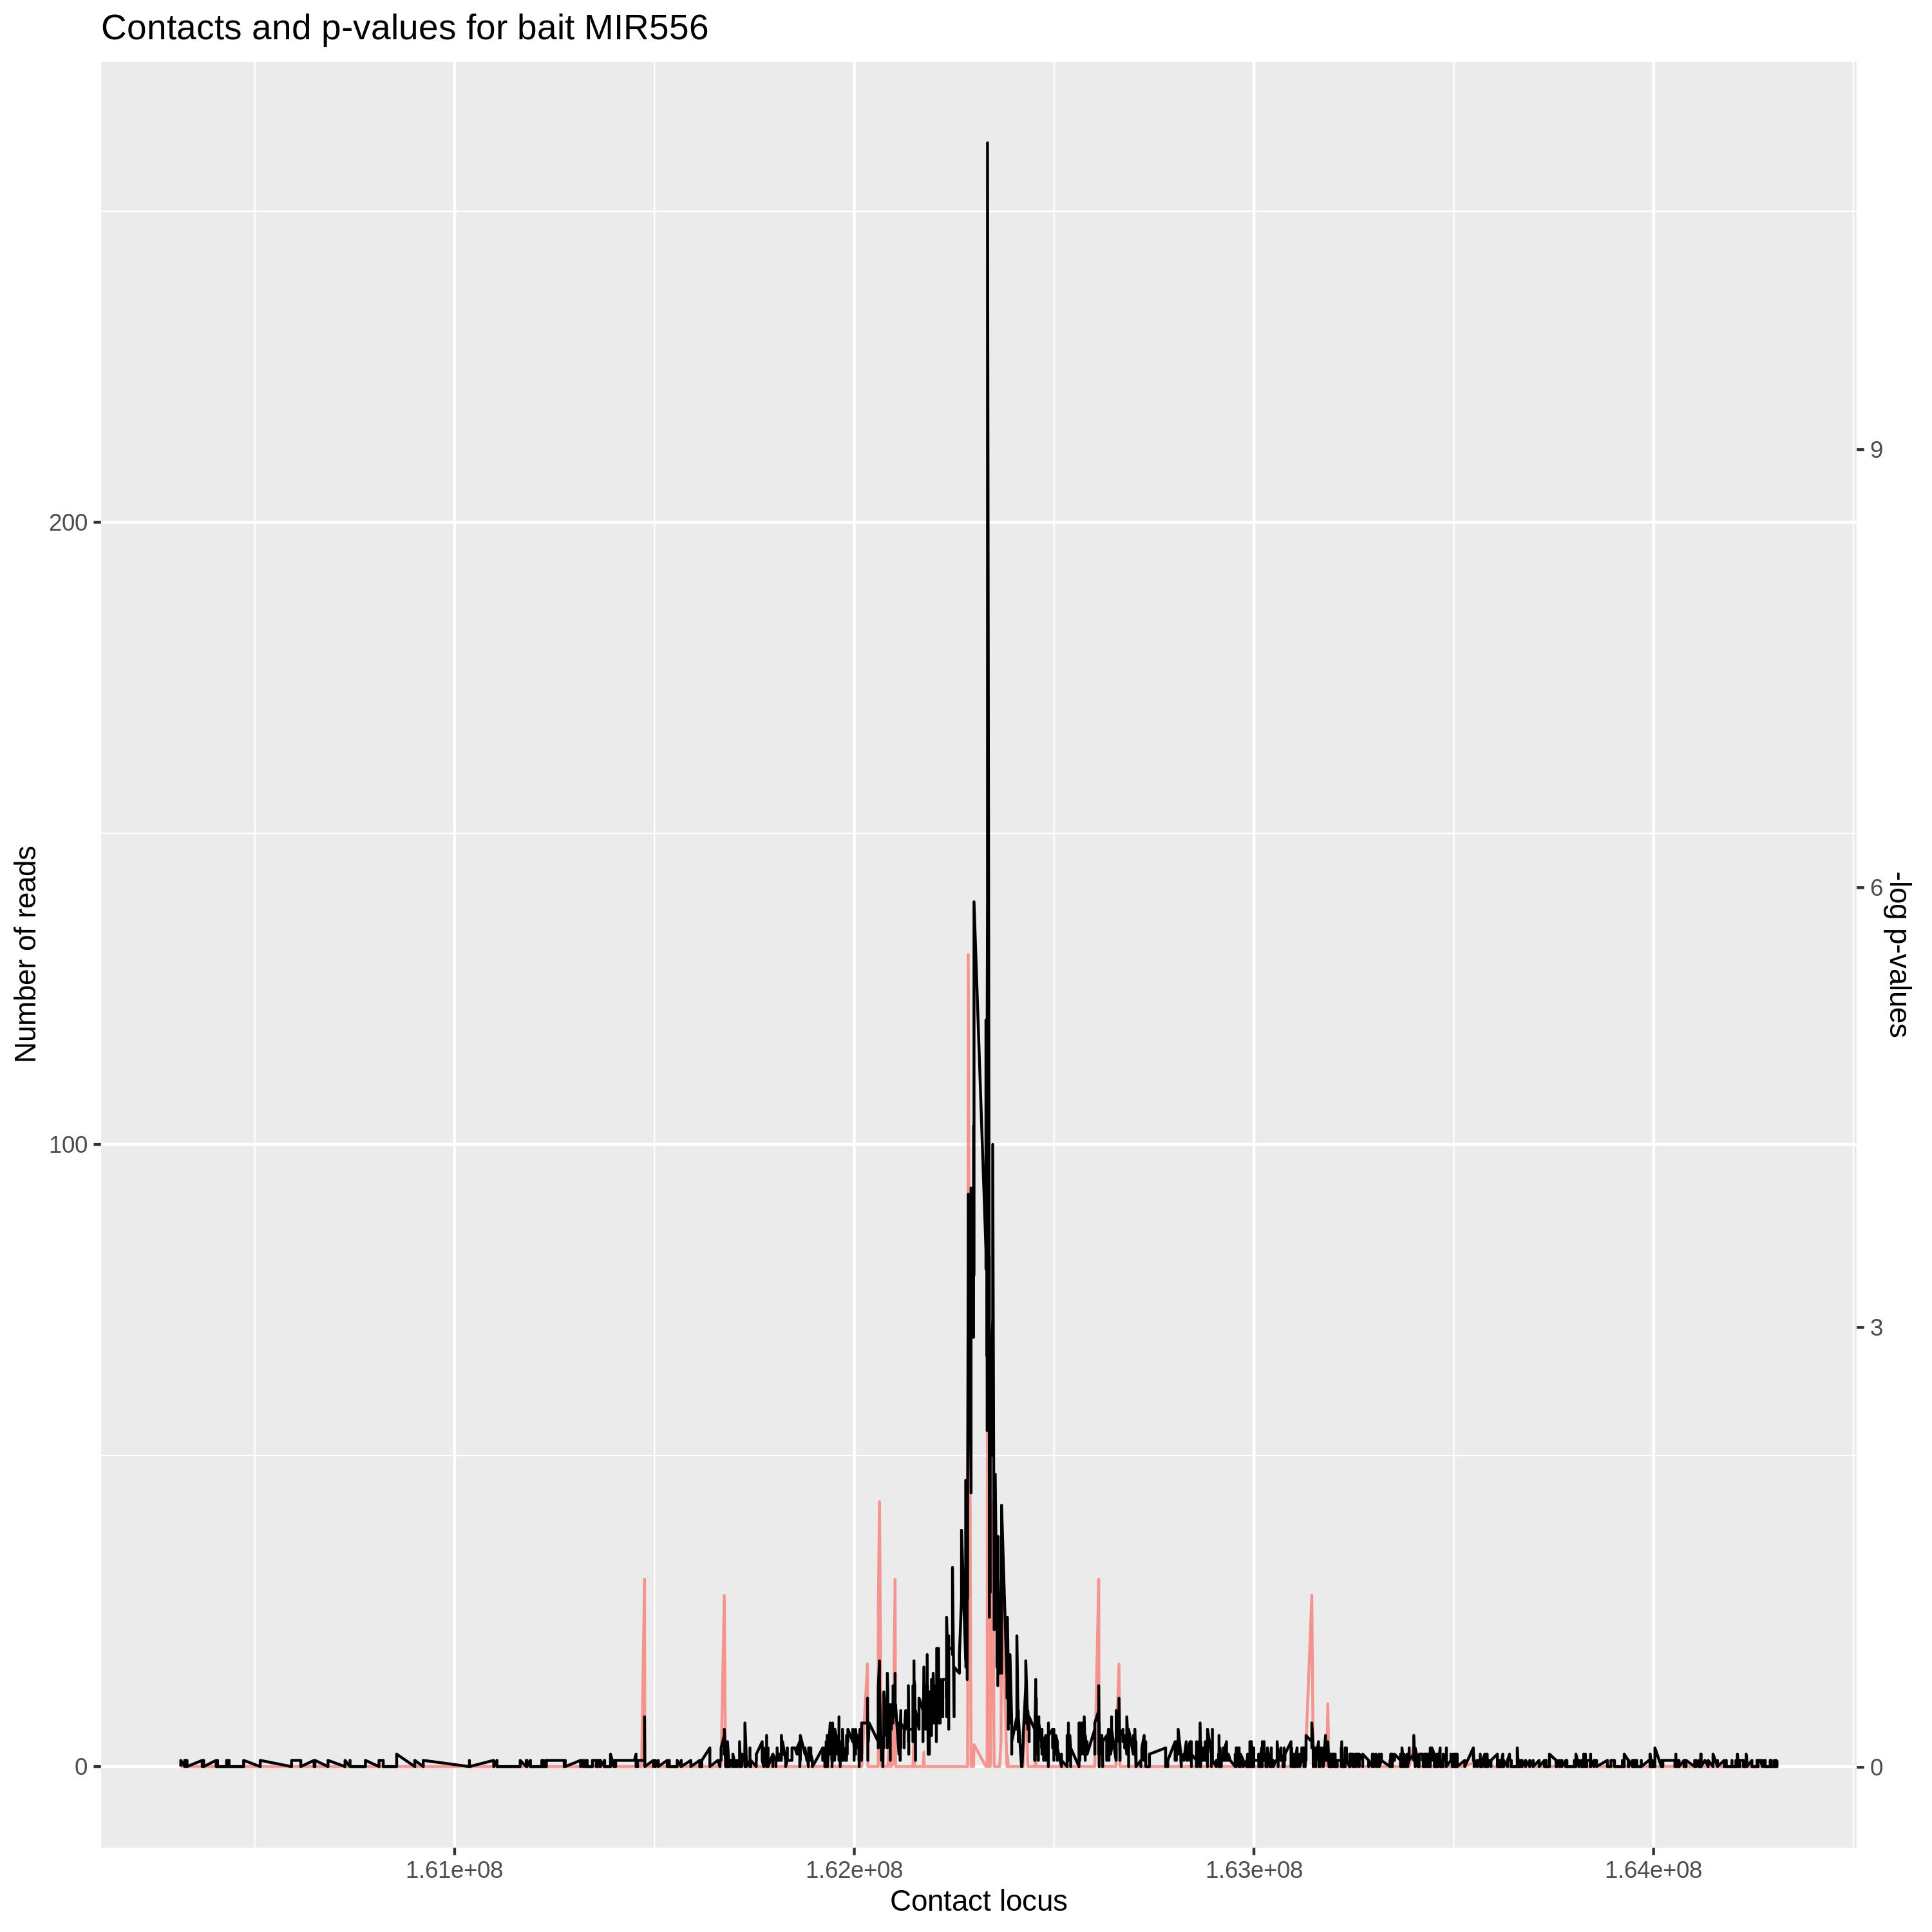 Contacts and p-values for bait MIR556
Number of reads
200
100
0
9
6
3
0
-log p-values
1.61e+08
1.62e+08
1.63e+08
1.64e+08
Contact locus